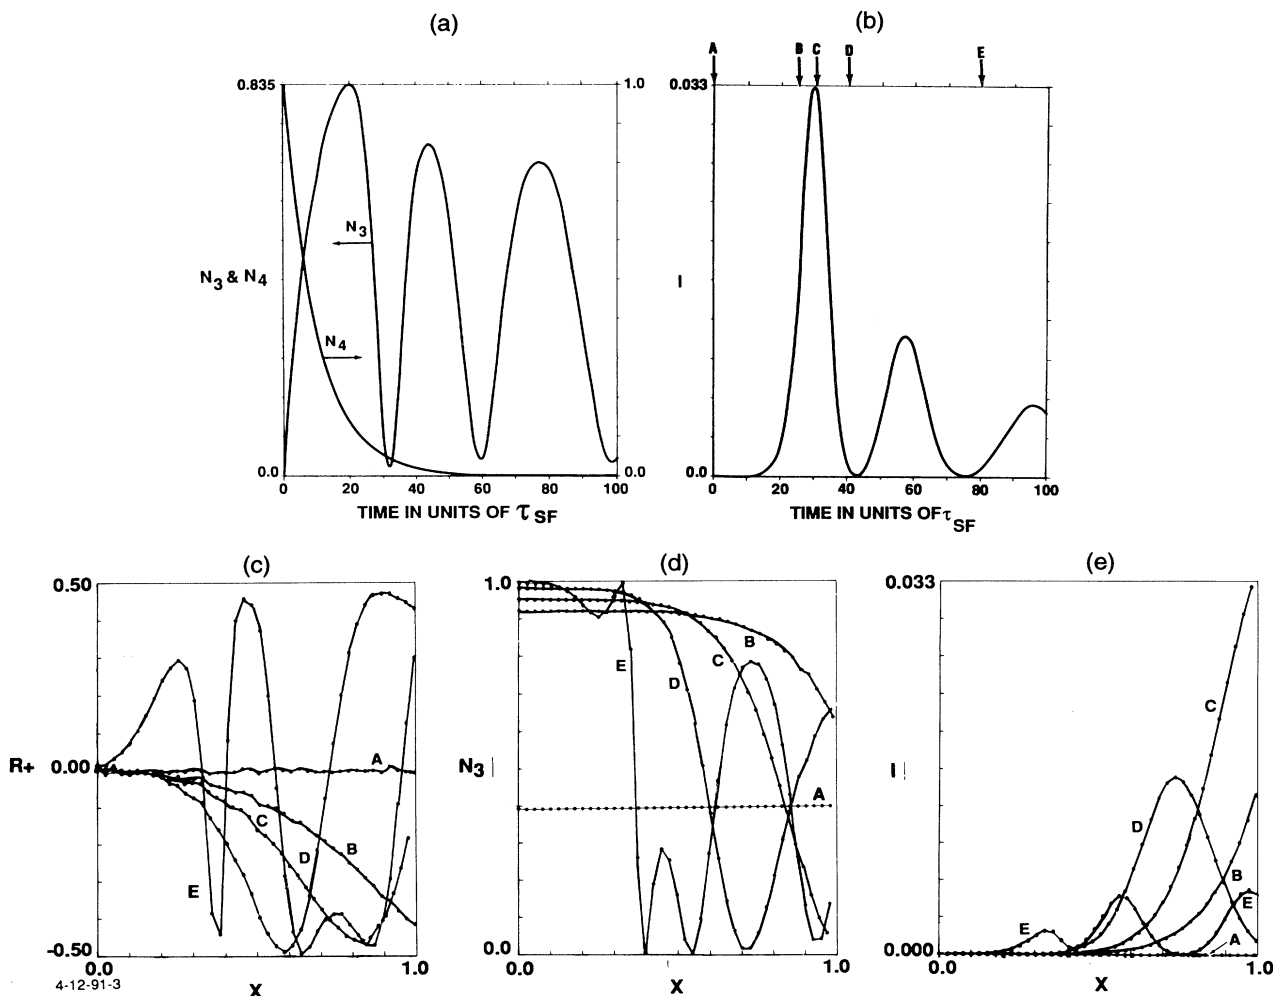 (a)
0.835
1.0
N3
N3 & N4
N4
0.0
0.0
0 20 40 60 80 100
TIME IN UNITS OF τSF
(b)
A B C D E
0.033
I
0.0
0 20 40 60 80 100
TIME IN UNITS OF τSF
(c)
0.50
R+ 0.00
A
B
C
D
E
-0.50
0.0 1.0
X
4-12-91-3
(d)
1.0
N3
B
C
E
D
A
0.0
0.0 1.0
X
(e)
0.033
I
C
D
B
E
E
A
0.000
0.0 1.0
X